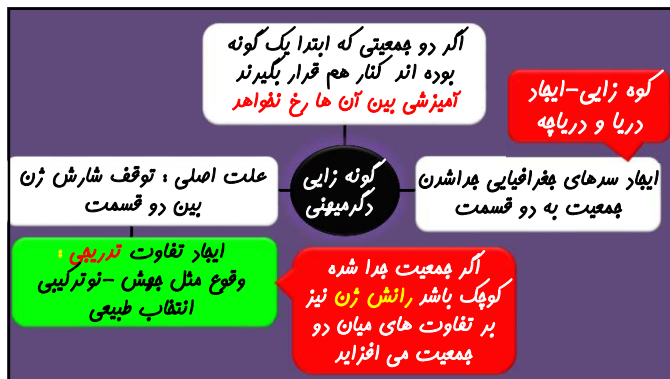 اگر دو جمعیتی که ابتدا یک گونه
بوده اند کنار هم قرار بگیرند
آمیزشی بین آن ها رخ نخواهد
کوه زایی-ایجاد
دریا و دریاچه
ایجاد سدهای جغرافیایی جداشدن
جمعیت به دو قسمت
گونه زایی
دگرمیهنی
علت اصلی : توقف شارش ژن
بین دو قسمت
ایجاد تفاوت تدریجی :
وقوع مثل جهش -نوترکیبی
انتخاب طبیعی
اگر جمعیت جدا شده
کوچک باشد رانش ژن نیز
بر تفاوت های میان دو
جمعیت می افزاید